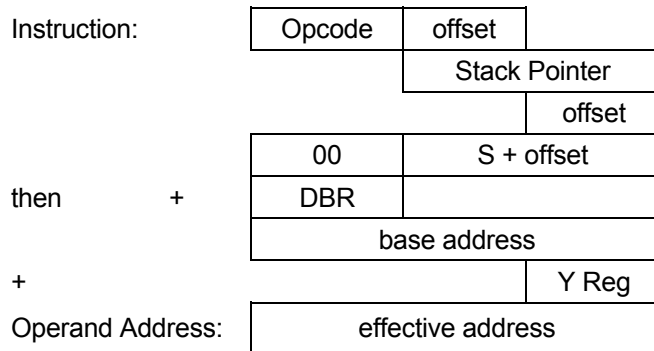 Instruction: Opcode offset
Stack Pointer
offset
00 S + offset
then + DBR
base address
+ Y Reg
Operand Address: effective address